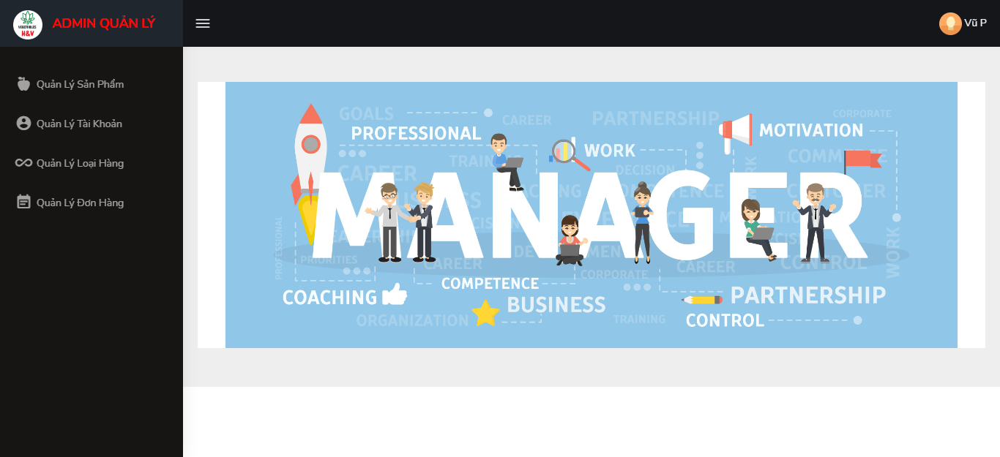 VEGETABLES
H&V
ADMIN QUẢN LÝ
Vũ P
Quản Lý Sản Phẩm
Quản Lý Tài Khoản
Quản Lý Loại Hàng
Quản Lý Đơn Hàng
GOALS
CAREER
PARTNERSHIP
CORPORATE
PROFESSIONAL
WORK
MOTIVATION
CAREER
DECISION
MANAGER
PROFESSIONAL
WORK
PRIORITIES
CAREER
CORPORATE
CAREER
CONTROL
COACHING
COMPETENCE
BUSINESS
PARTNERSHIP
ORGANIZATION
TRAINING
CONTROL